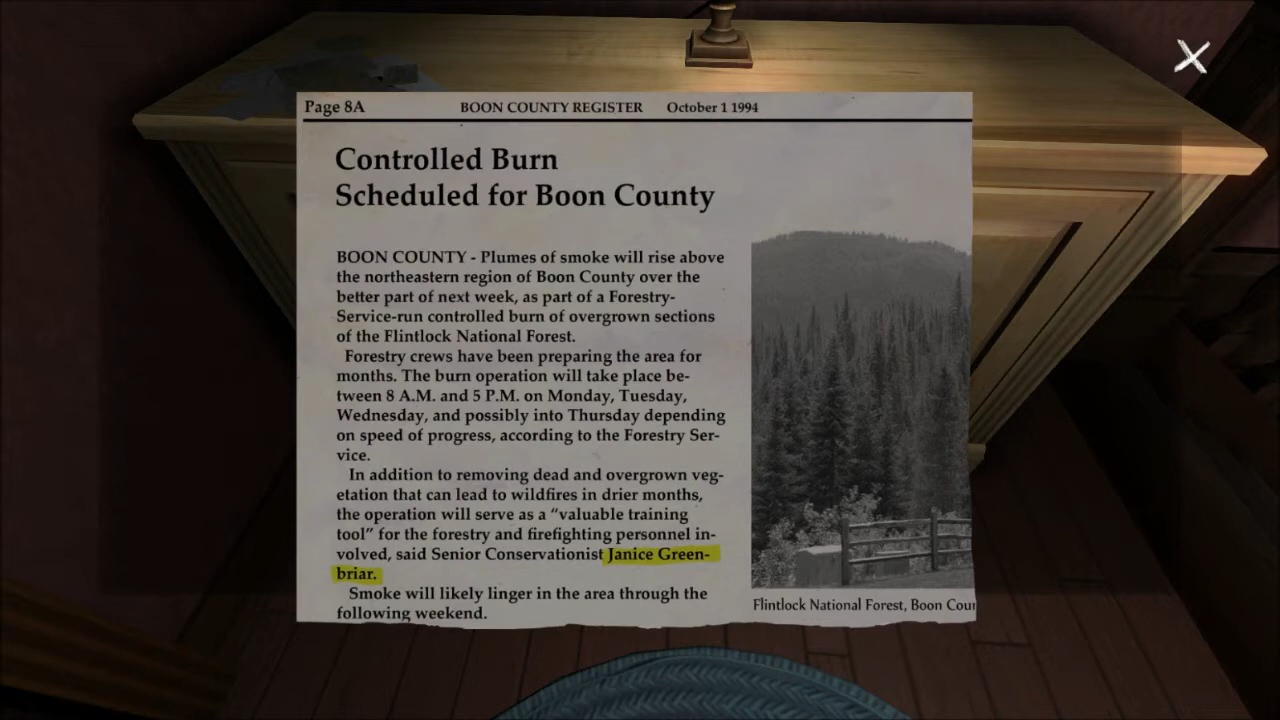 Page 8A BOON COUNTY REGISTER October 1 1994
Controlled Burn
Scheduled for Boon County
BOON COUNTY - Plumes of smoke will rise above
the northeastern region of Boon County over the
better part of next week, as part of a Forestry-
Service-run controlled burn of overgrown sections
of the Flintlock National Forest.
Forestry crews have been preparing the area for
months. The burn operation will take place be-
tween 8 A.M. and 5 P.M. on Monday, Tuesday,
Wednesday, and possibly into Thursday depending
on speed of progress, according to the Forestry Ser-
vice.
In addition to removing dead and overgrown veg-
etation that can lead to wildfires in drier months,
the operation will serve as a “valuable training
tool” for the forestry and firefighting personnel in-
volved, said Senior Conservationist Janice Green-
briar.
Smoke will likely linger in the area through the
following weekend.
Flintlock National Forest, Boon Coun